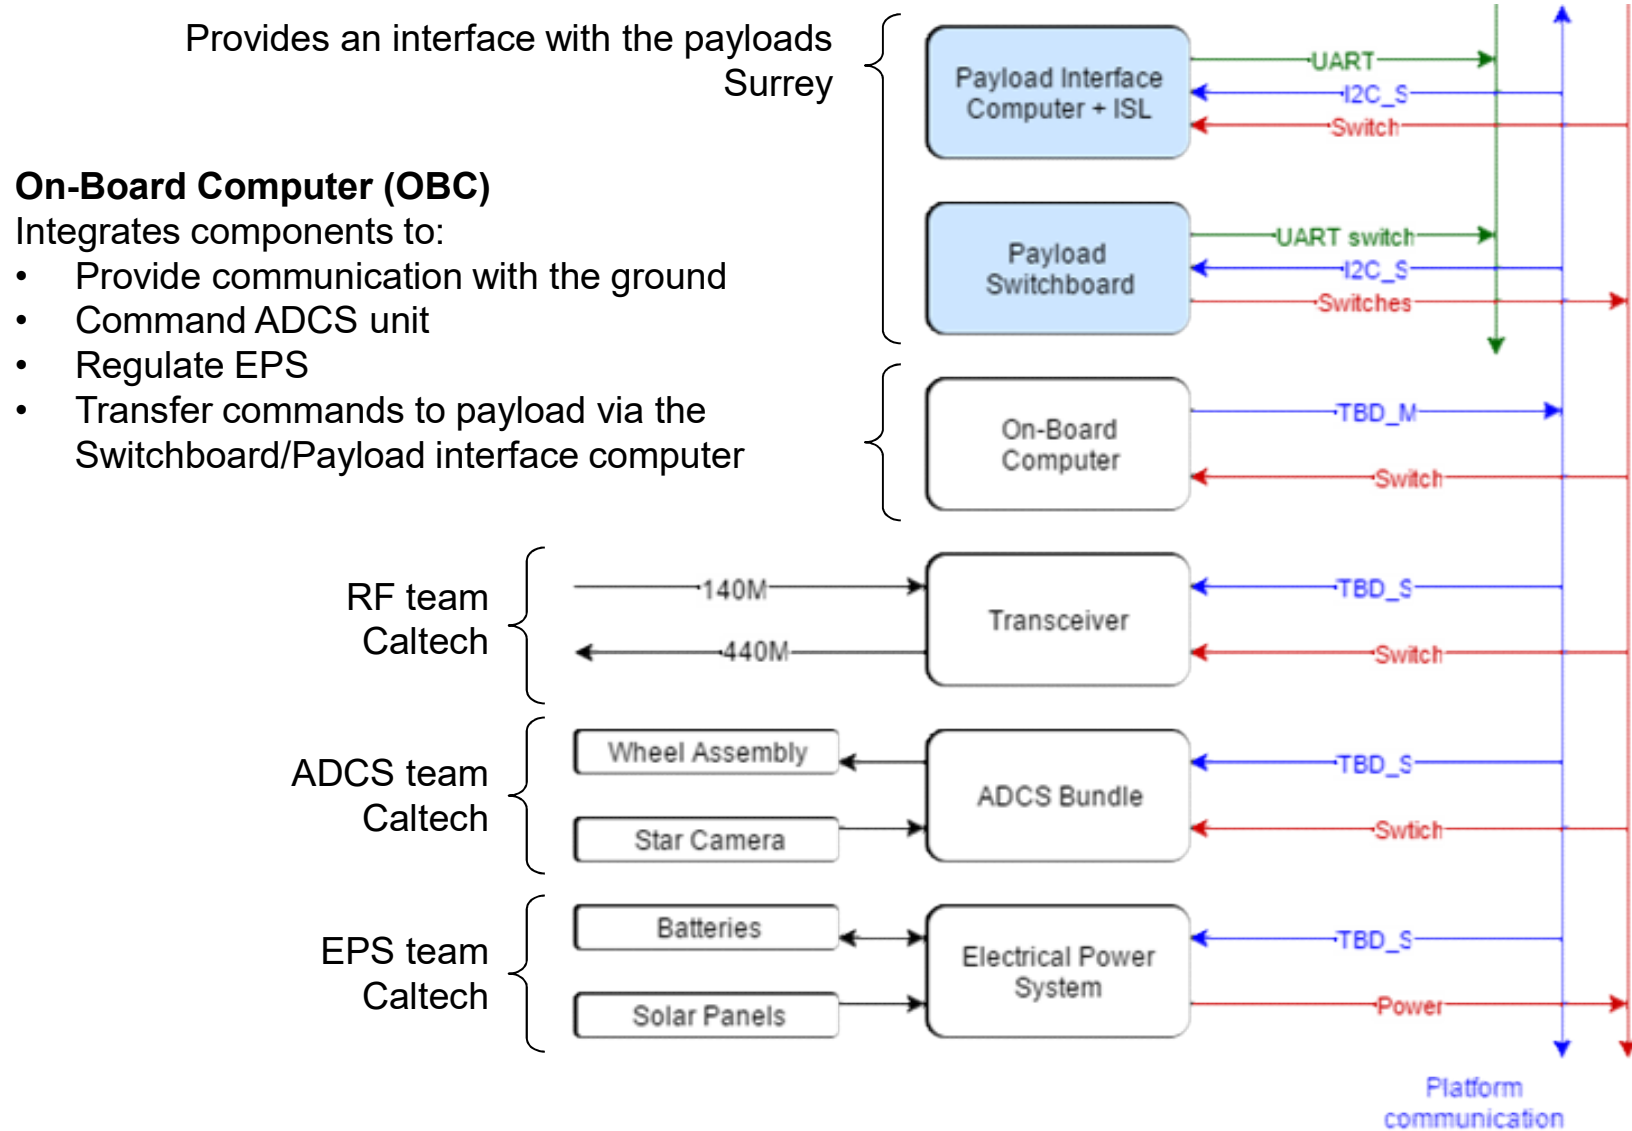 Provides an interface with the payloads
Surrey
Payload Interface
Computer + ISL
UART
I2C_S
Switch
On-Board Computer (OBC)
Integrates components to:
• Provide communication with the ground
• Command ADCS unit
• Regulate EPS
• Transfer commands to payload via the
Switchboard/Payload interface computer
Payload
Switchboard
UART switch
I2C_S
Switches
On-Board
Computer
TBD_M
Switch
RF team
Caltech
140M
440M
Transceiver
TBD_S
Switch
ADCS team
Caltech
Wheel Assembly
Star Camera
ADCS Bundle
TBD_S
Swtich
EPS team
Caltech
Batteries
Solar Panels
Electrical Power
System
TBD_S
Power
Platform
communication